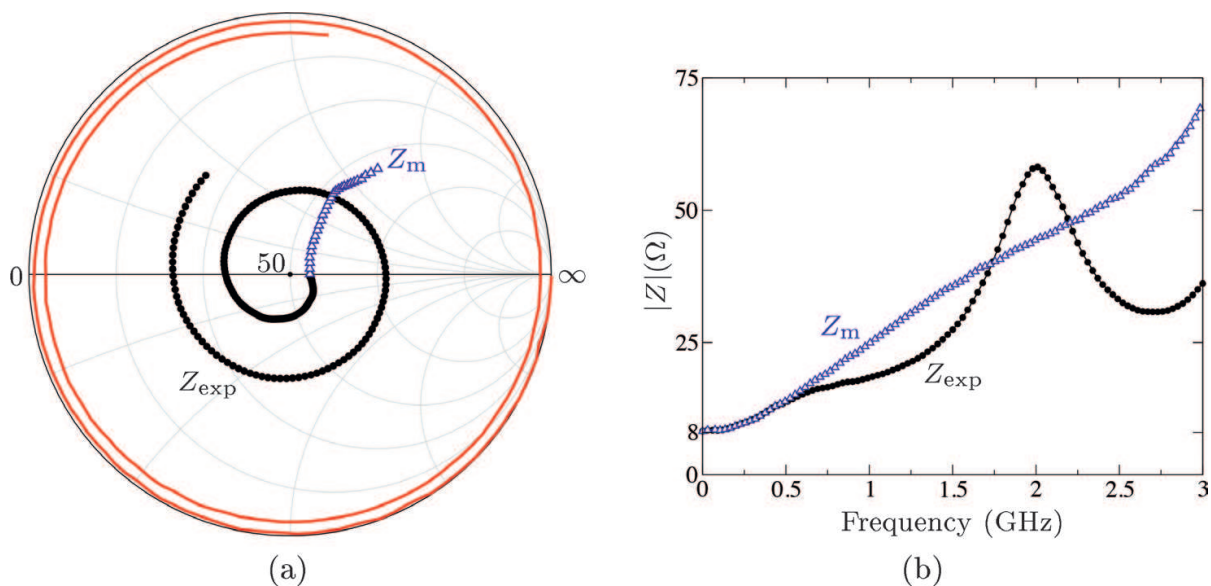 Z_m
0
50
∞
Z_exp
(a)
75
50
25
8
0
|Z|(Ω)
Z_m
Z_exp
0 0.5 1 1.5 2 2.5 3
Frequency (GHz)
(b)